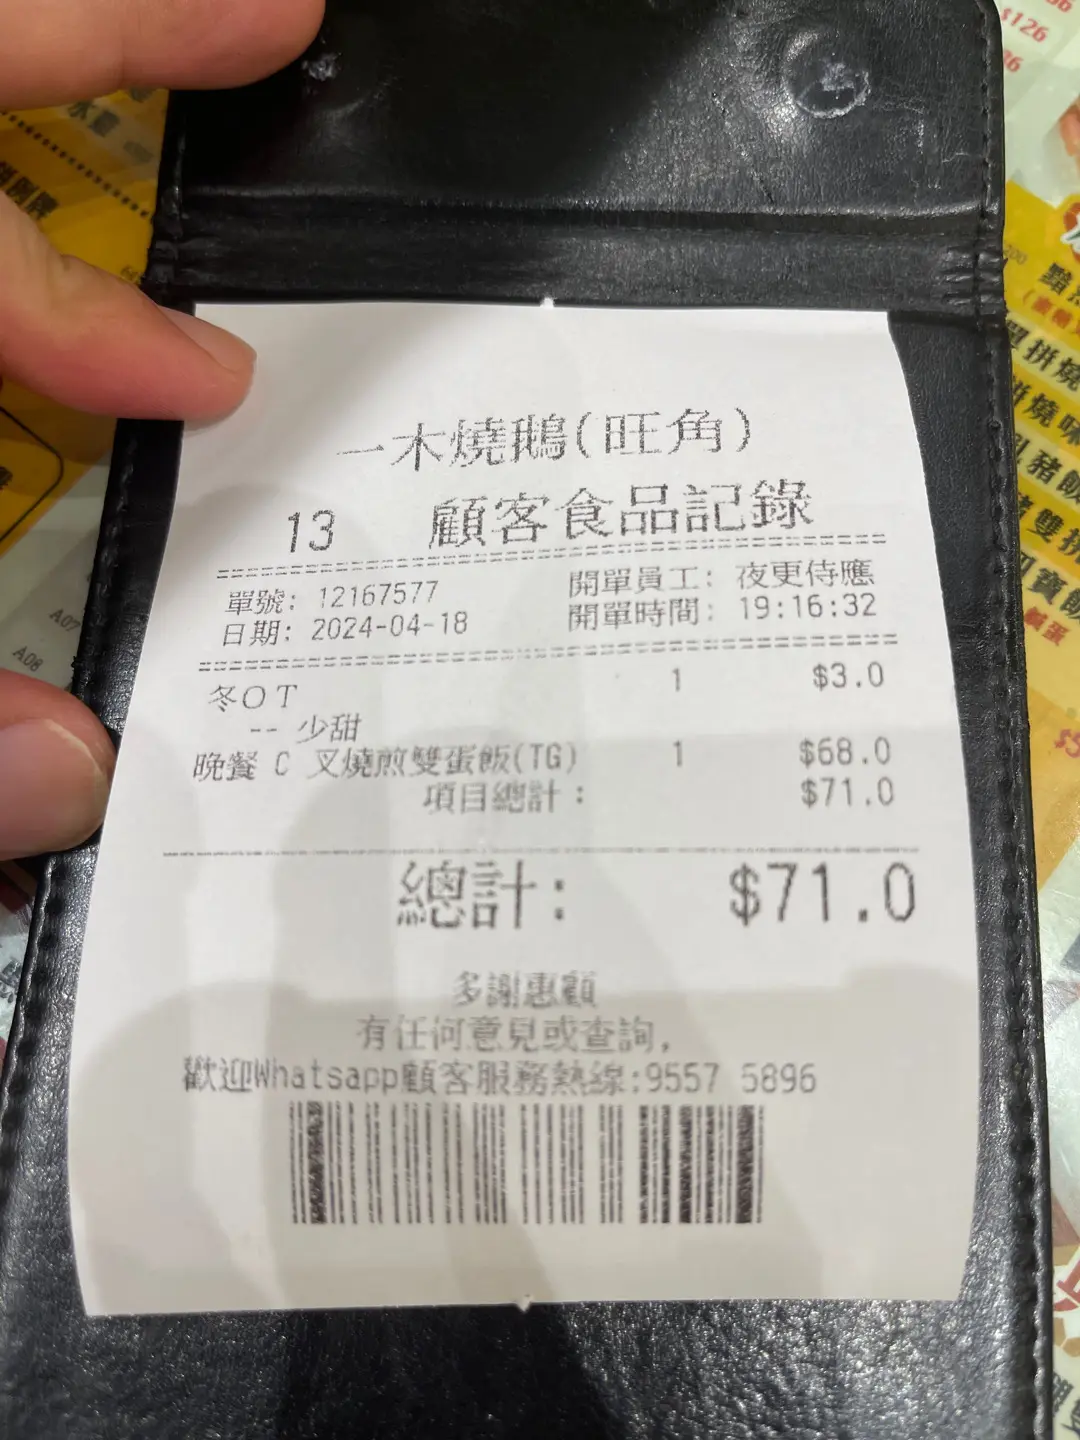 一木燒鵝(旺角)
13 顧客食品記錄
單號: 12167577 開單員工: 夜更侍應
日期: 2024-04-18 開單時間: 19:16:32
冬OT 1 $3.0
-- 少甜
晚餐 C 叉燒煎雙蛋飯(TG) 1 $68.0
項目總計: $71.0
總計: $71.0
多謝惠顧
有任何意見或查詢,
歡迎Whatsapp顧客服務熱線:9557 5896
A07
A08
$126
鹹蛋